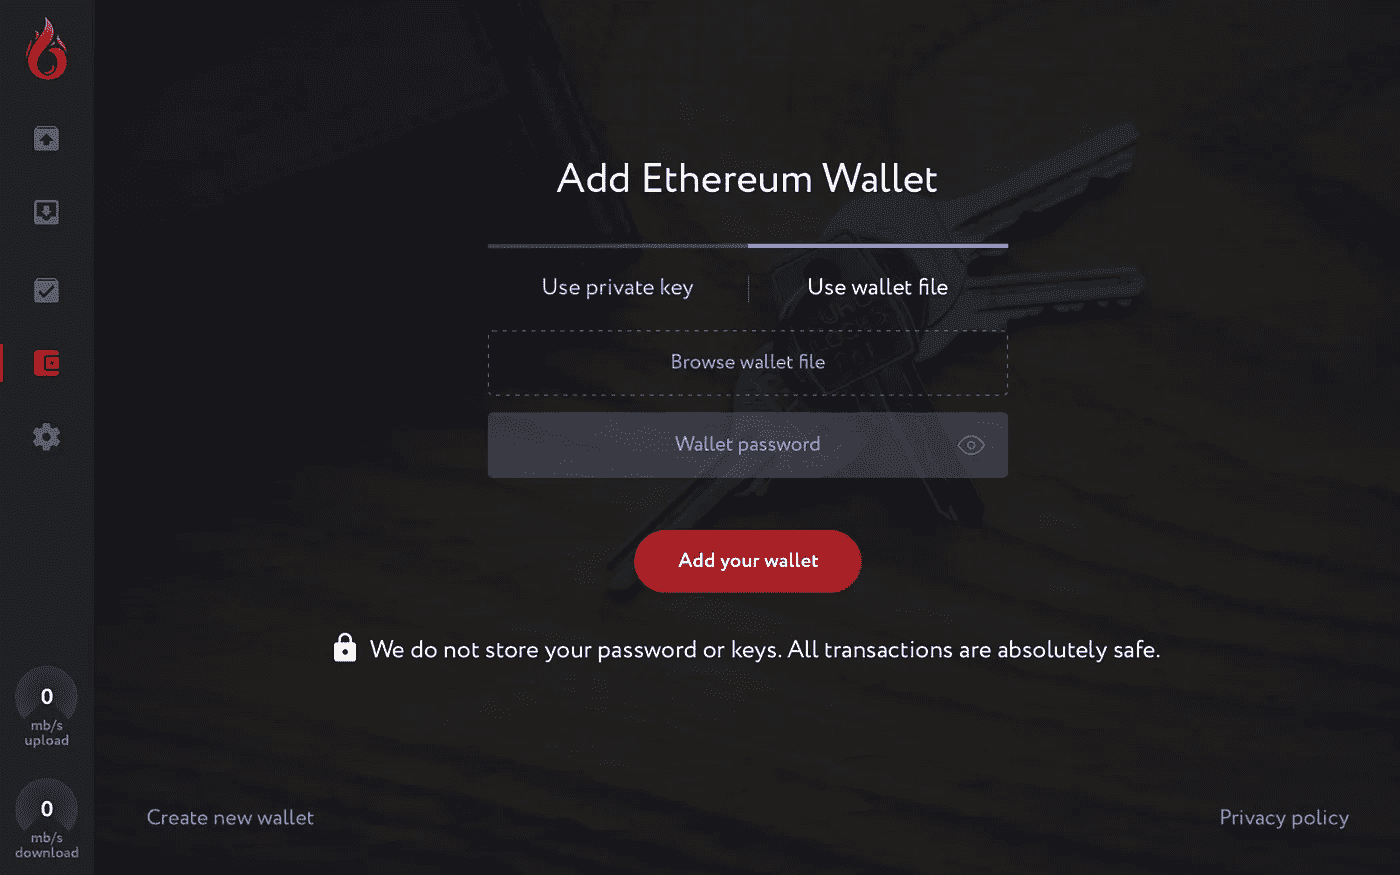 Add Ethereum Wallet
Use private key
Use wallet file
Browse wallet file
Wallet password
Add your wallet
We do not store your password or keys. All transactions are absolutely safe.
0
mb/s
upload
0
mb/s
download
Create new wallet
Privacy policy